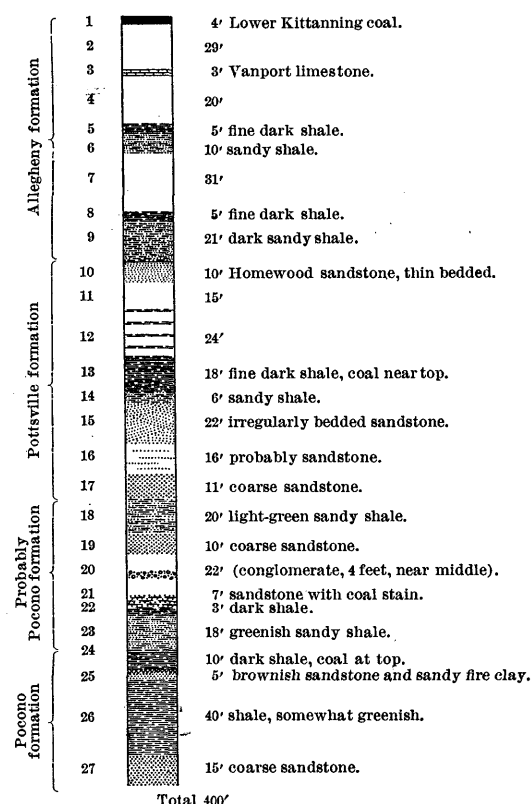 Allegheny formation
1 4′ Lower Kittanning coal.
2 29′
3 3′ Vanport limestone.
4 20′
5 5′ fine dark shale.
6 10′ sandy shale.
7 31′
8 5′ fine dark shale.
9 21′ dark sandy shale.
Pottsville formation
10 10′ Homewood sandstone, thin bedded.
11 15′
12 24′
13 18′ fine dark shale, coal near top.
14 6′ sandy shale.
15 22′ irregularly bedded sandstone.
16 16′ probably sandstone.
17 11′ coarse sandstone.
Probably
Pocono formation
18 20′ light-green sandy shale.
19 10′ coarse sandstone.
20 22′ (conglomerate, 4 feet, near middle).
21 7′ sandstone with coal stain.
22 3′ dark shale.
23 18′ greenish sandy shale.
Pocono
formation
24 10′ dark shale, coal at top.
25 5′ brownish sandstone and sandy fire clay.
26 40′ shale, somewhat greenish.
27 15′ coarse sandstone.
Total 400′